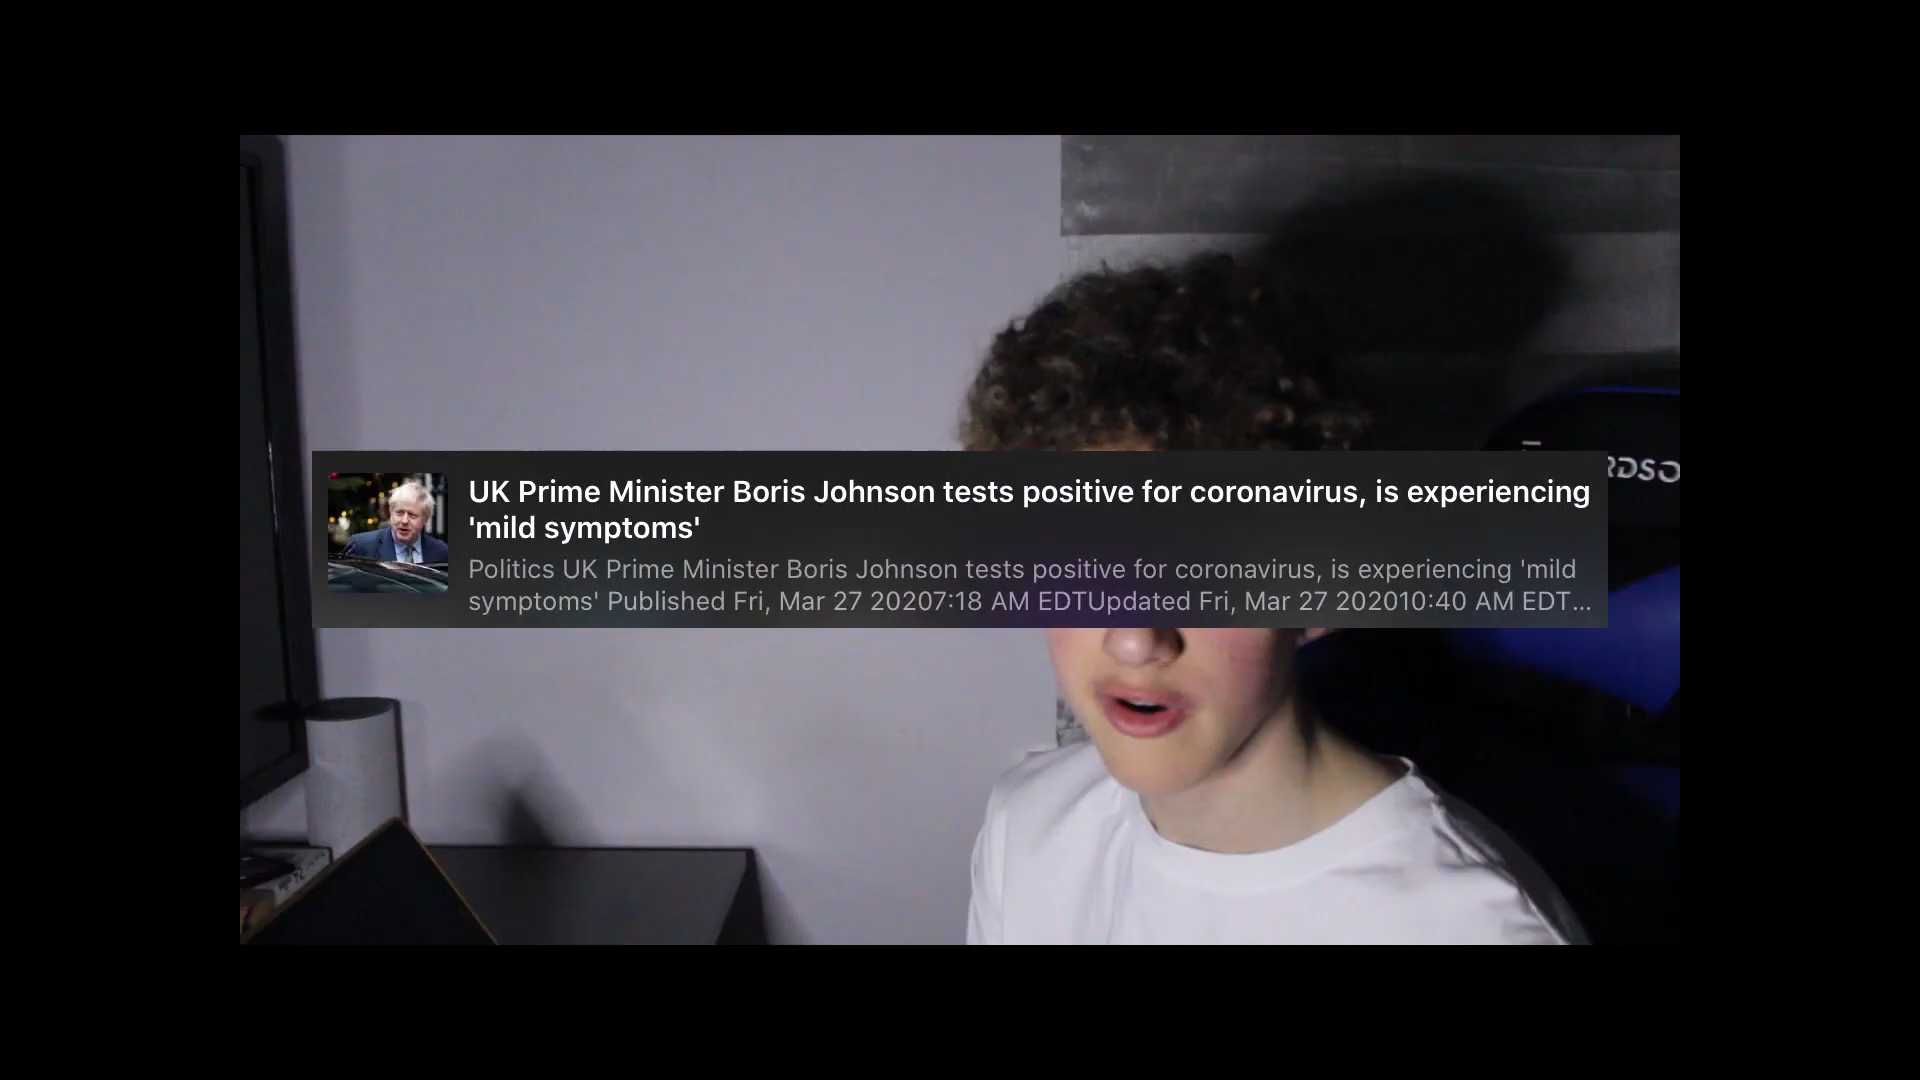 UK Prime Minister Boris Johnson tests positive for coronavirus, is experiencing
'mild symptoms'
Politics UK Prime Minister Boris Johnson tests positive for coronavirus, is experiencing 'mild
symptoms' Published Fri, Mar 27 20207:18 AM EDTUpdated Fri, Mar 27 202010:40 AM EDT...